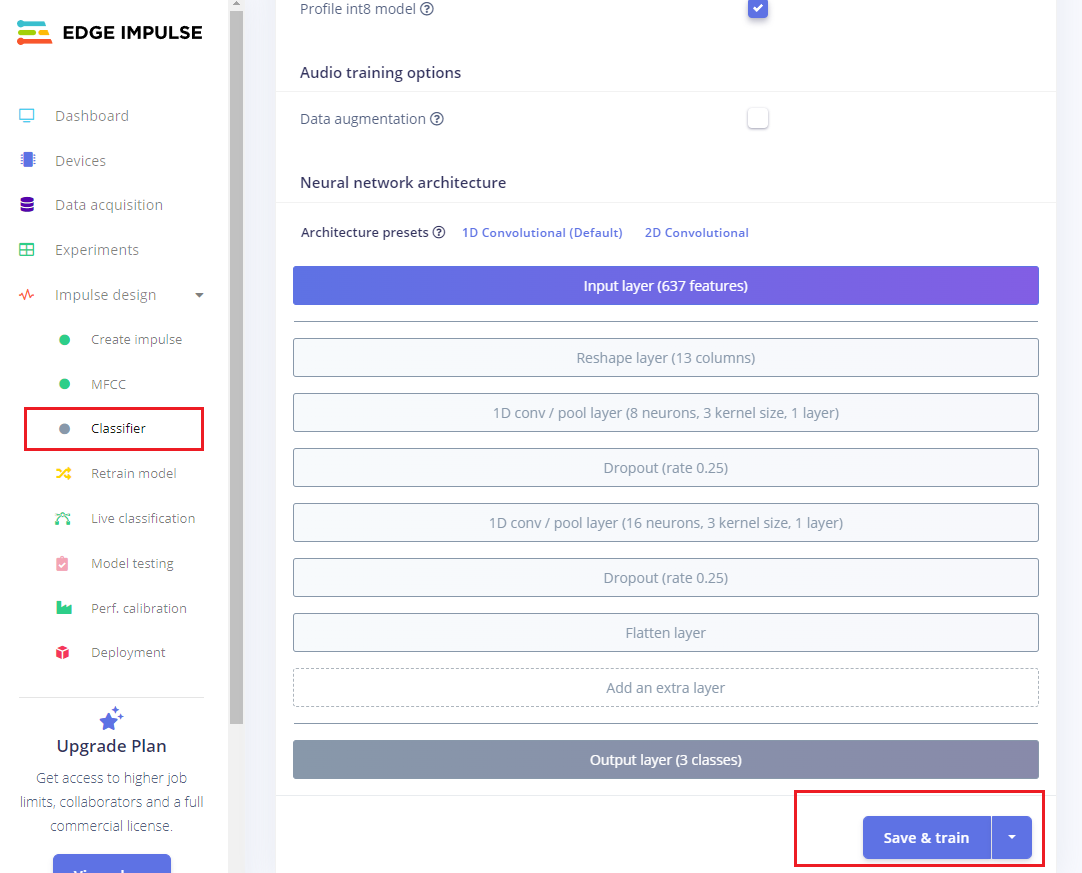 EDGE IMPULSE
Dashboard
Devices
Data acquisition
Experiments
Impulse design
Create impulse
MFCC
Classifier
Retrain model
Live classification
Model testing
Perf. calibration
Deployment
Upgrade Plan
Get access to higher job
limits, collaborators and a full
commercial license.
Profile int8 model ?
Audio training options
Data augmentation ?
Neural network architecture
Architecture presets ? 1D Convolutional (Default) 2D Convolutional
Input layer (637 features)
Reshape layer (13 columns)
1D conv / pool layer (8 neurons, 3 kernel size, 1 layer)
Dropout (rate 0.25)
1D conv / pool layer (16 neurons, 3 kernel size, 1 layer)
Dropout (rate 0.25)
Flatten layer
Add an extra layer
Output layer (3 classes)
Save & train